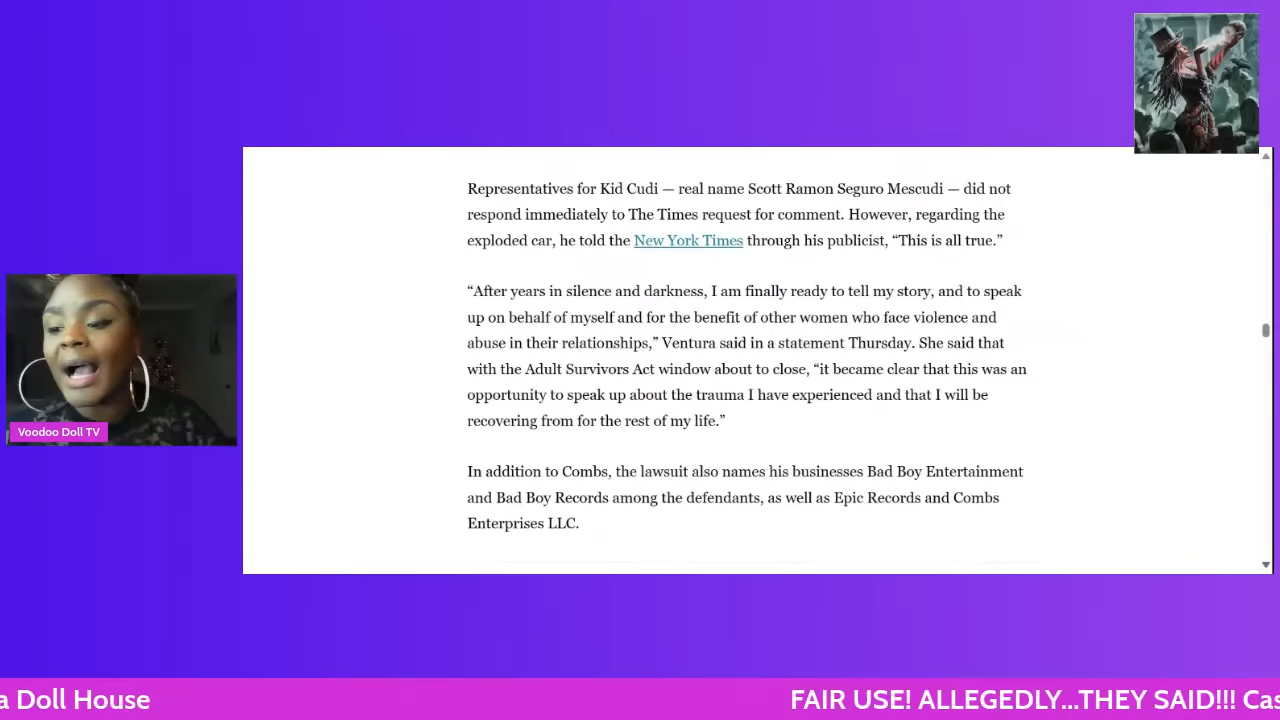 Representatives for Kid Cudi — real name Scott Ramon Seguro Mescudi — did not
respond immediately to The Times request for comment. However, regarding the
exploded car, he told the New York Times through his publicist, “This is all true.”
“After years in silence and darkness, I am finally ready to tell my story, and to speak
up on behalf of myself and for the benefit of other women who face violence and
abuse in their relationships,” Ventura said in a statement Thursday. She said that
with the Adult Survivors Act window about to close, “it became clear that this was an
opportunity to speak up about the trauma I have experienced and that I will be
recovering from for the rest of my life.”
In addition to Combs, the lawsuit also names his businesses Bad Boy Entertainment
and Bad Boy Records among the defendants, as well as Epic Records and Combs
Enterprises LLC.
Voodoo Doll TV
a Doll House
FAIR USE! ALLEGEDLY...THEY SAID!!! Cas